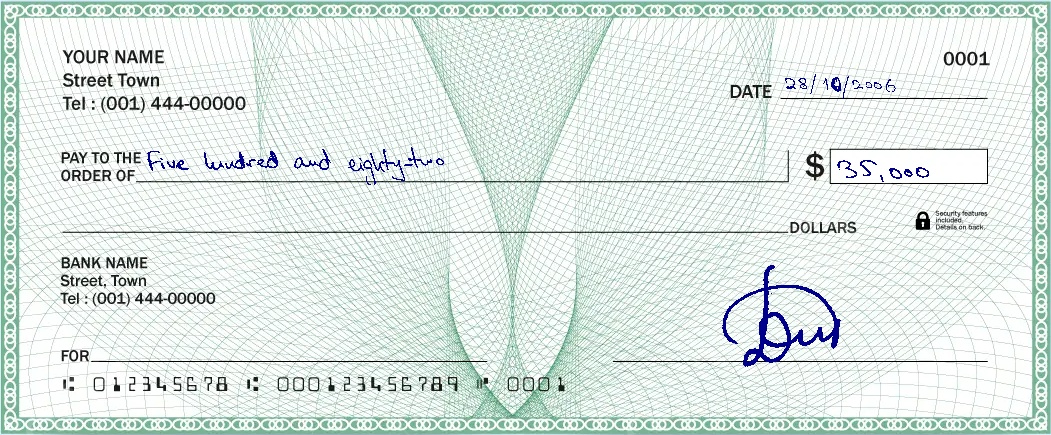 YOUR NAME
Street Town
Tel : (001) 444-00000
0001
DATE 28/10/2006
PAY TO THE
ORDER OF Five hundred and eighty-two
$ 35,000
DOLLARS
Security features
included.
Details on back.
BANK NAME
Street, Town
Tel : (001) 444-00000
FOR
⑆ 012345678 ⑆ 000123456789 ⑈ 0001